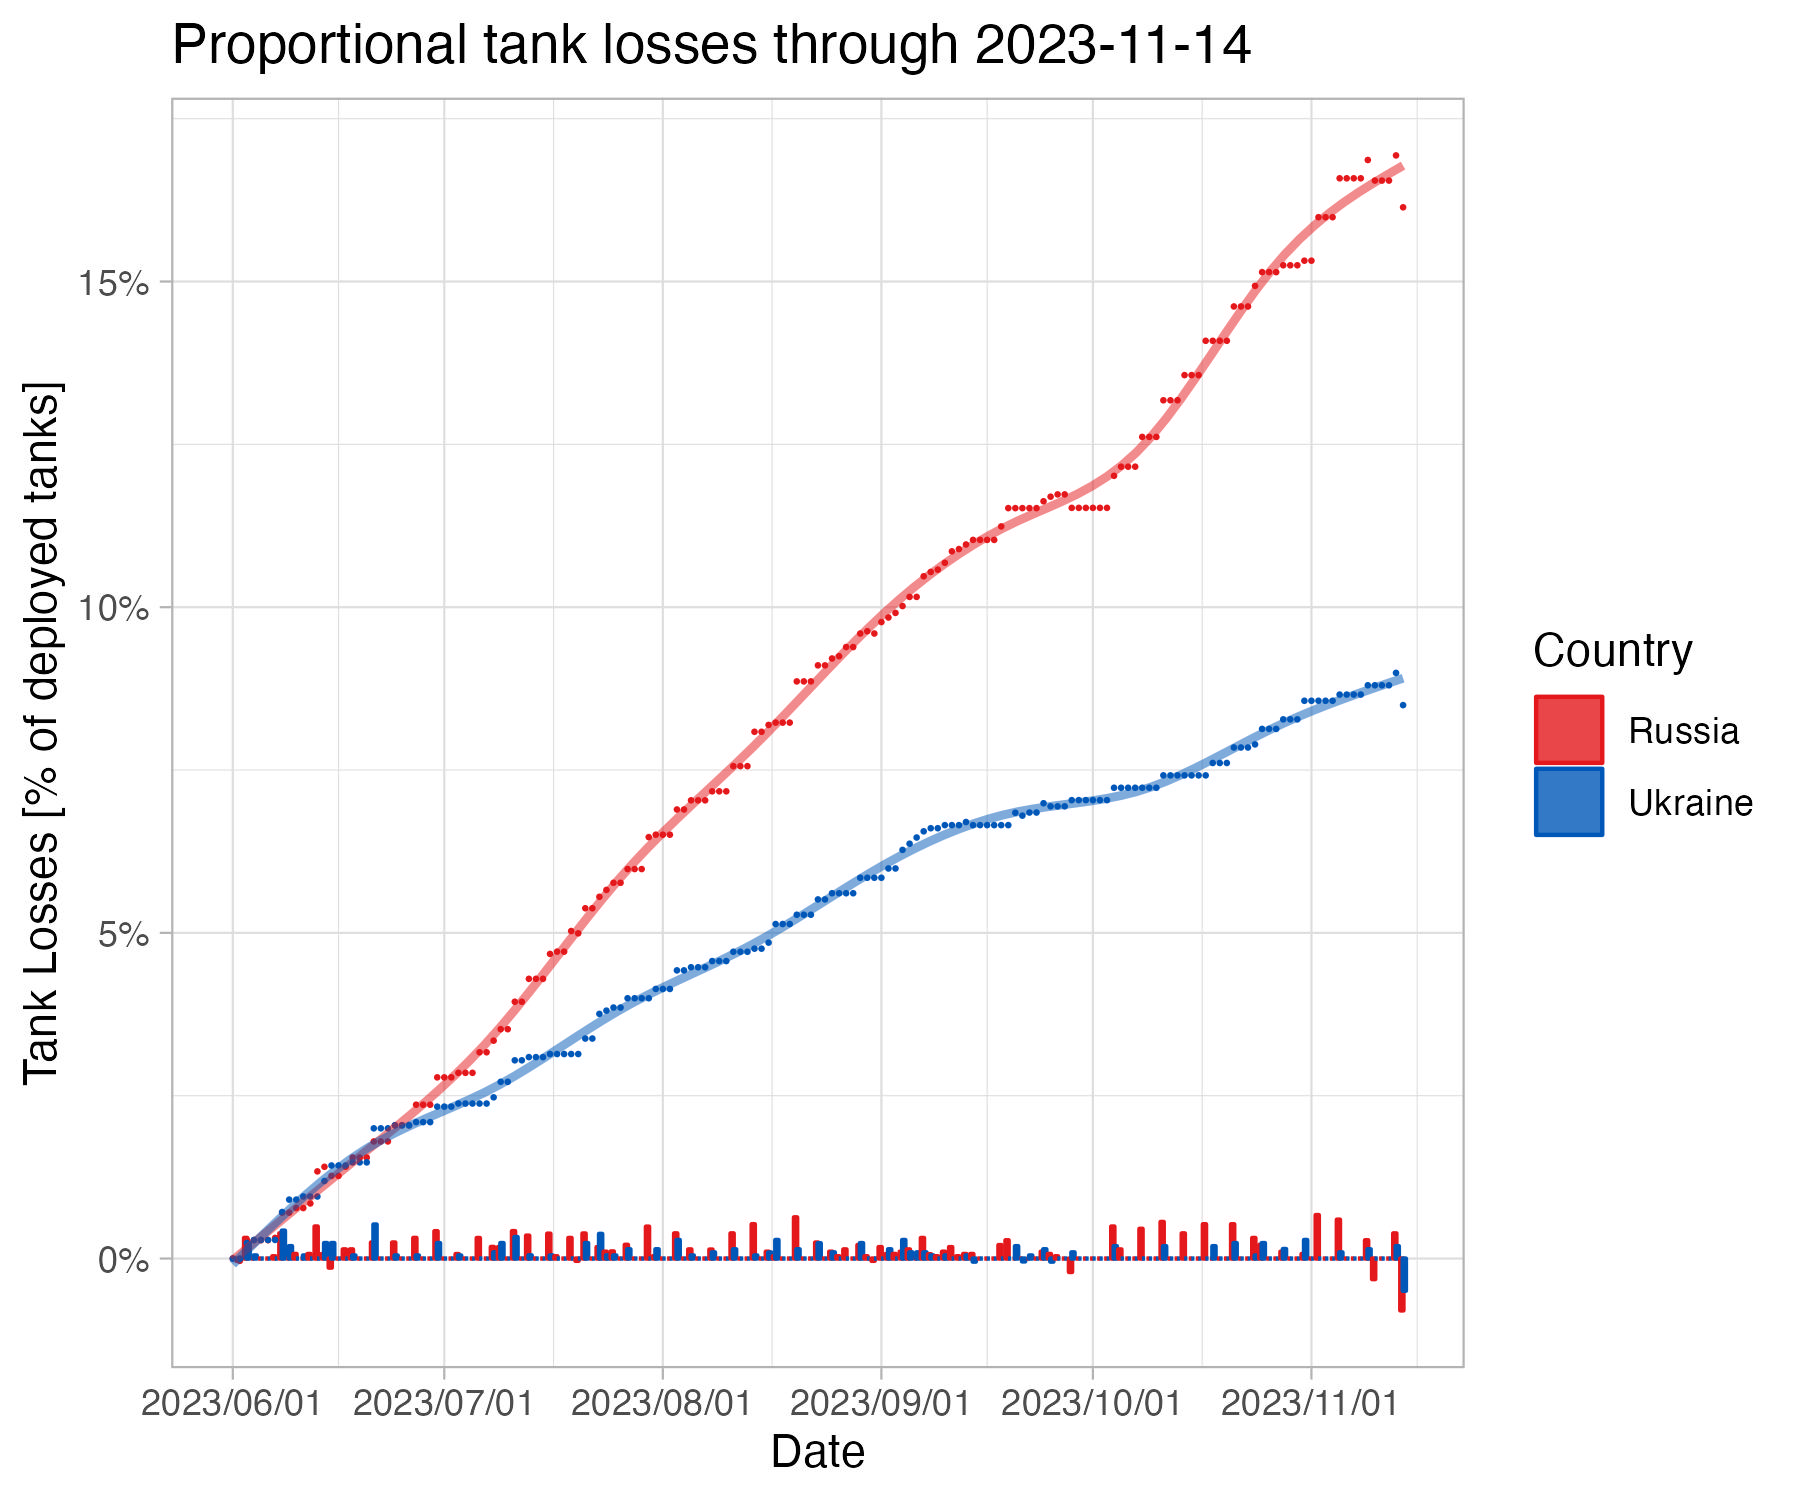 Proportional tank losses through 2023-11-14
Tank Losses [% of deployed tanks]
15%
10%
5%
0%
2023/06/01
2023/07/01
2023/08/01
2023/09/01
2023/10/01
2023/11/01
Date
Country
Russia
Ukraine